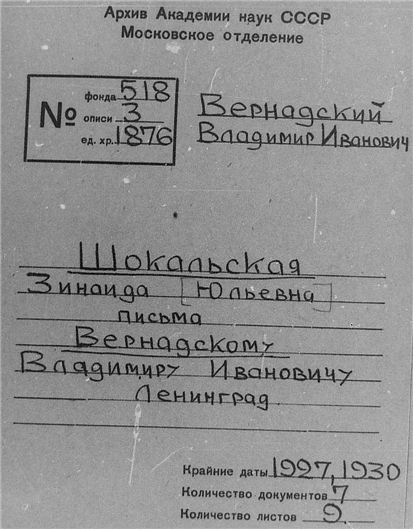 Архив Академии наук СССР
Московское отделение
№
фонда 518
описи 3
ед. хр. 1876
Вернадский
Владимир Иванович
Шокальская
Зинаида [Юльевна]
письма
Вернадскому
Владимиру Ивановичу
Ленинград.
Крайние даты 1927, 1930
Количество документов 7
Количество листов 9